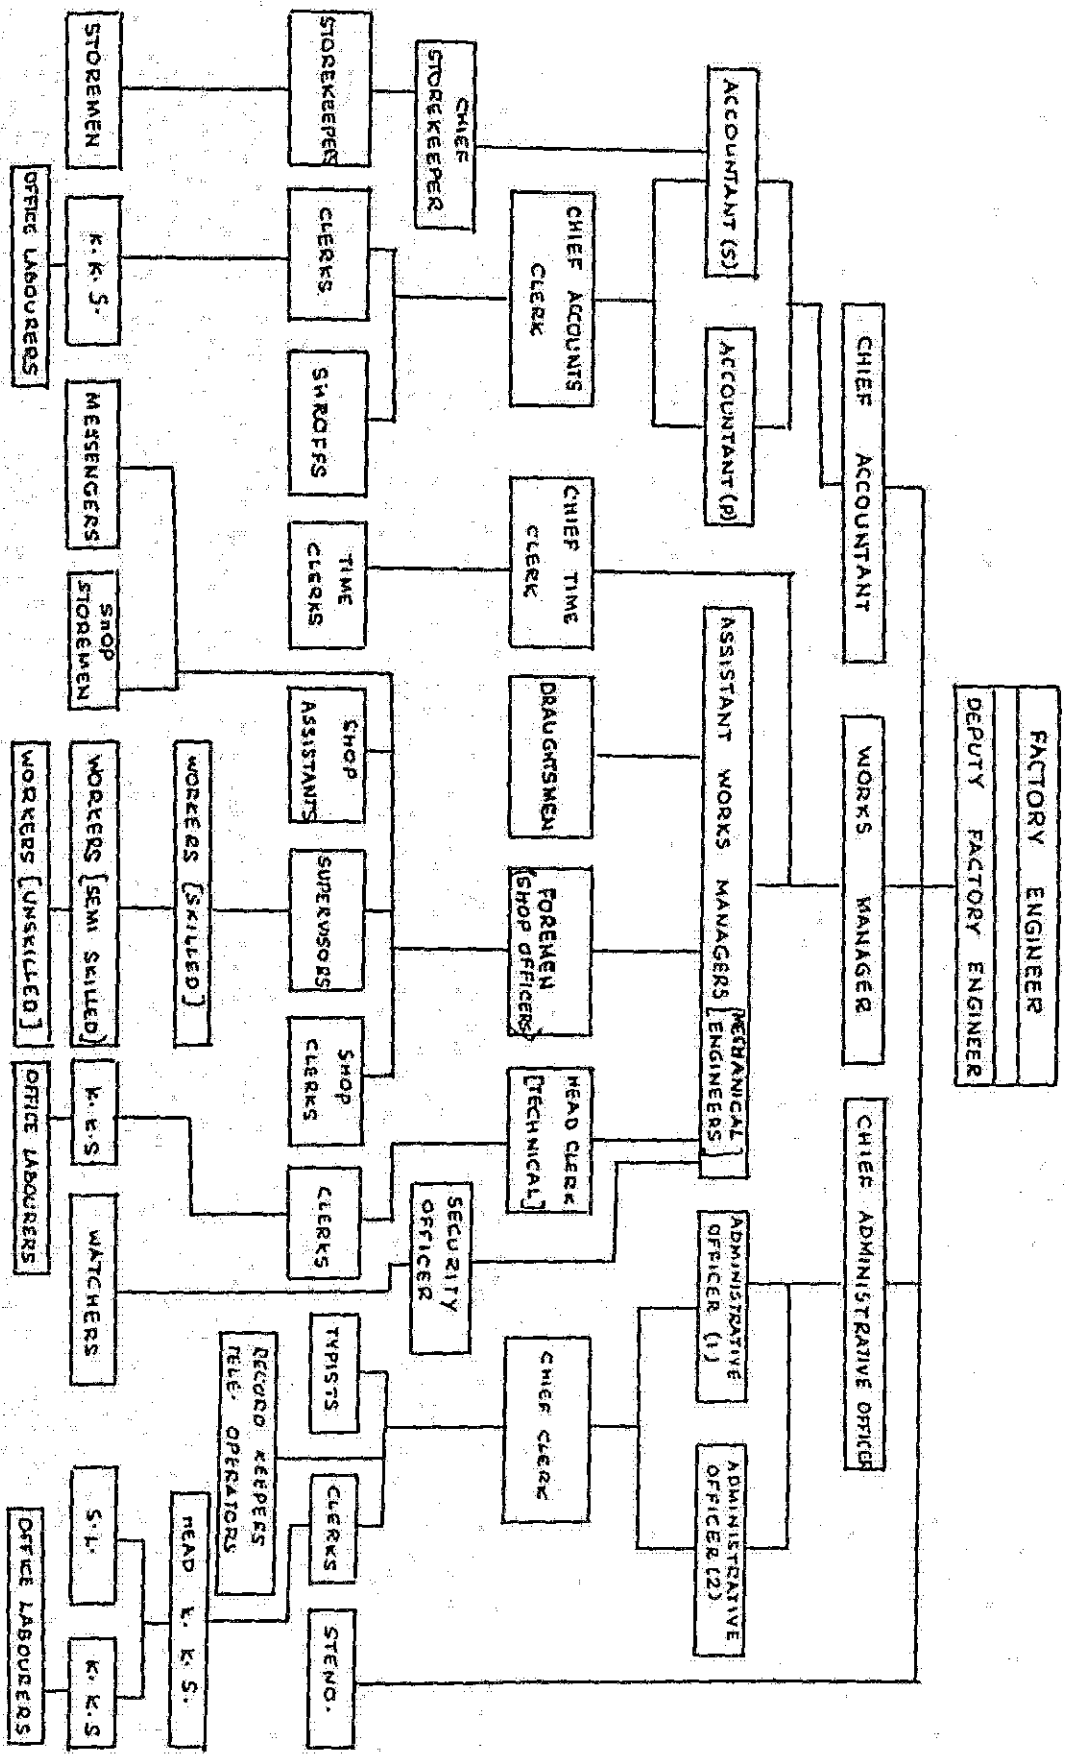 FACTORY ENGINEER
DEPUTY FACTORY ENGINEER
CHIEF ACCOUNTANT
WORKS MANAGER
CHIEF ADMINISTRATIVE OFFICER
ACCOUNTANT (S)
ACCOUNTANT (P)
ASSISTANT WORKS MANAGERS [MECHANICAL
ENGINEERS]
ADMINISTRATIVE
OFFICER (1)
ADMINISTRATIVE
OFFICER (2)
CHIEF ACCOUNTS
CLERK
CHIEF TIME
CLERK
DRAUGHTSMEN
FOREMEN
(SHOP OFFICERS)
HEAD CLERK
[TECHNICAL]
CHIEF CLERK
CHIEF
STOREKEEPER
SECURITY
OFFICER
STOREKEEPERS
CLERKS.
SHROFFS
TIME
CLERKS
SHOP
ASSISTANTS
SUPERVISORS
SHOP
CLERKS
CLERKS
TYPISTS
CLERKS
STENO.
RECORD KEEPERS
TELE. OPERATORS
WORKERS [SKILLED]
HEAD K. K. S.
STOREMEN
K. K. S.
MESSENGERS
SHOP
STOREMEN
WORKERS [SEMI SKILLED)
K. K. S
WATCHERS
S. L.
K. K. S
OFFICE LABOURERS
WORKERS [UNSKILLED]
OFFICE LABOURERS
OFFICE LABOURERS